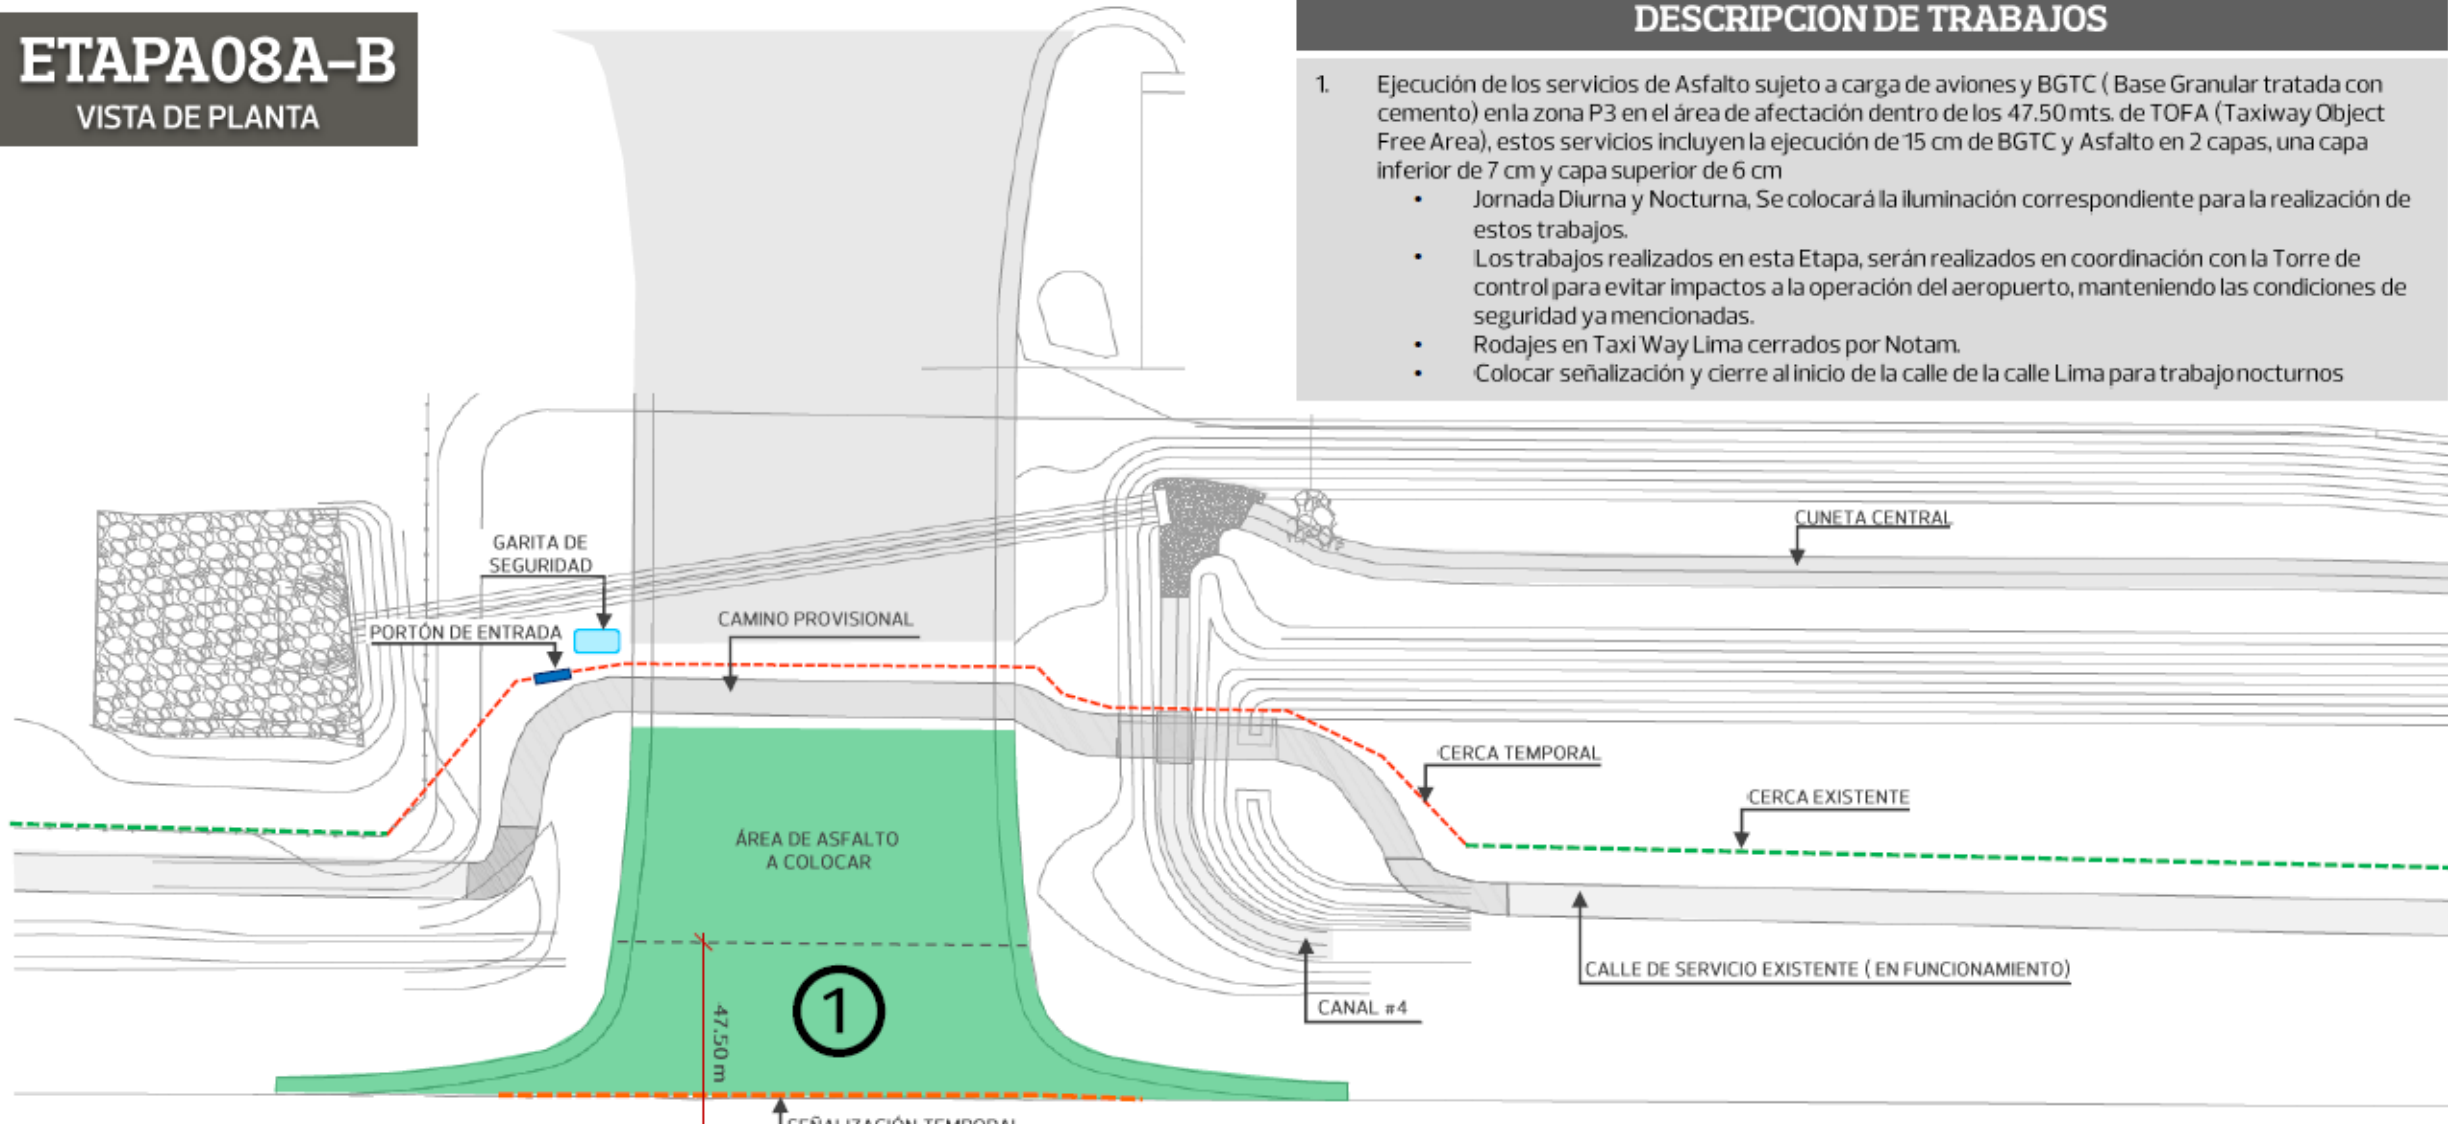 ETAPA08A-B
VISTA DE PLANTA
DESCRIPCION DE TRABAJOS
1. Ejecución de los servicios de Asfalto sujeto a carga de aviones y BGTC ( Base Granular tratada con
cemento) en la zona P3 en el área de afectación dentro de los 47.50 mts. de TOFA (Taxiway Object
Free Area), estos servicios incluyen la ejecución de 15 cm de BGTC y Asfalto en 2 capas, una capa
inferior de 7 cm y capa superior de 6 cm
• Jornada Diurna y Nocturna, Se colocará la iluminación correspondiente para la realización de
estos trabajos.
• Los trabajos realizados en esta Etapa, serán realizados en coordinación con la Torre de
control para evitar impactos a la operación del aeropuerto, manteniendo las condiciones de
seguridad ya mencionadas.
• Rodajes en Taxi Way Lima cerrados por Notam.
• Colocar señalización y cierre al inicio de la calle de la calle Lima para trabajo nocturnos
CUNETA CENTRAL
GARITA DE
SEGURIDAD
PORTÓN DE ENTRADA
CAMINO PROVISIONAL
CERCA TEMPORAL
CERCA EXISTENTE
ÁREA DE ASFALTO
A COLOCAR
CALLE DE SERVICIO EXISTENTE ( EN FUNCIONAMIENTO)
CANAL #4
1
47.50 m
SEÑALIZACIÓN TEMPORAL